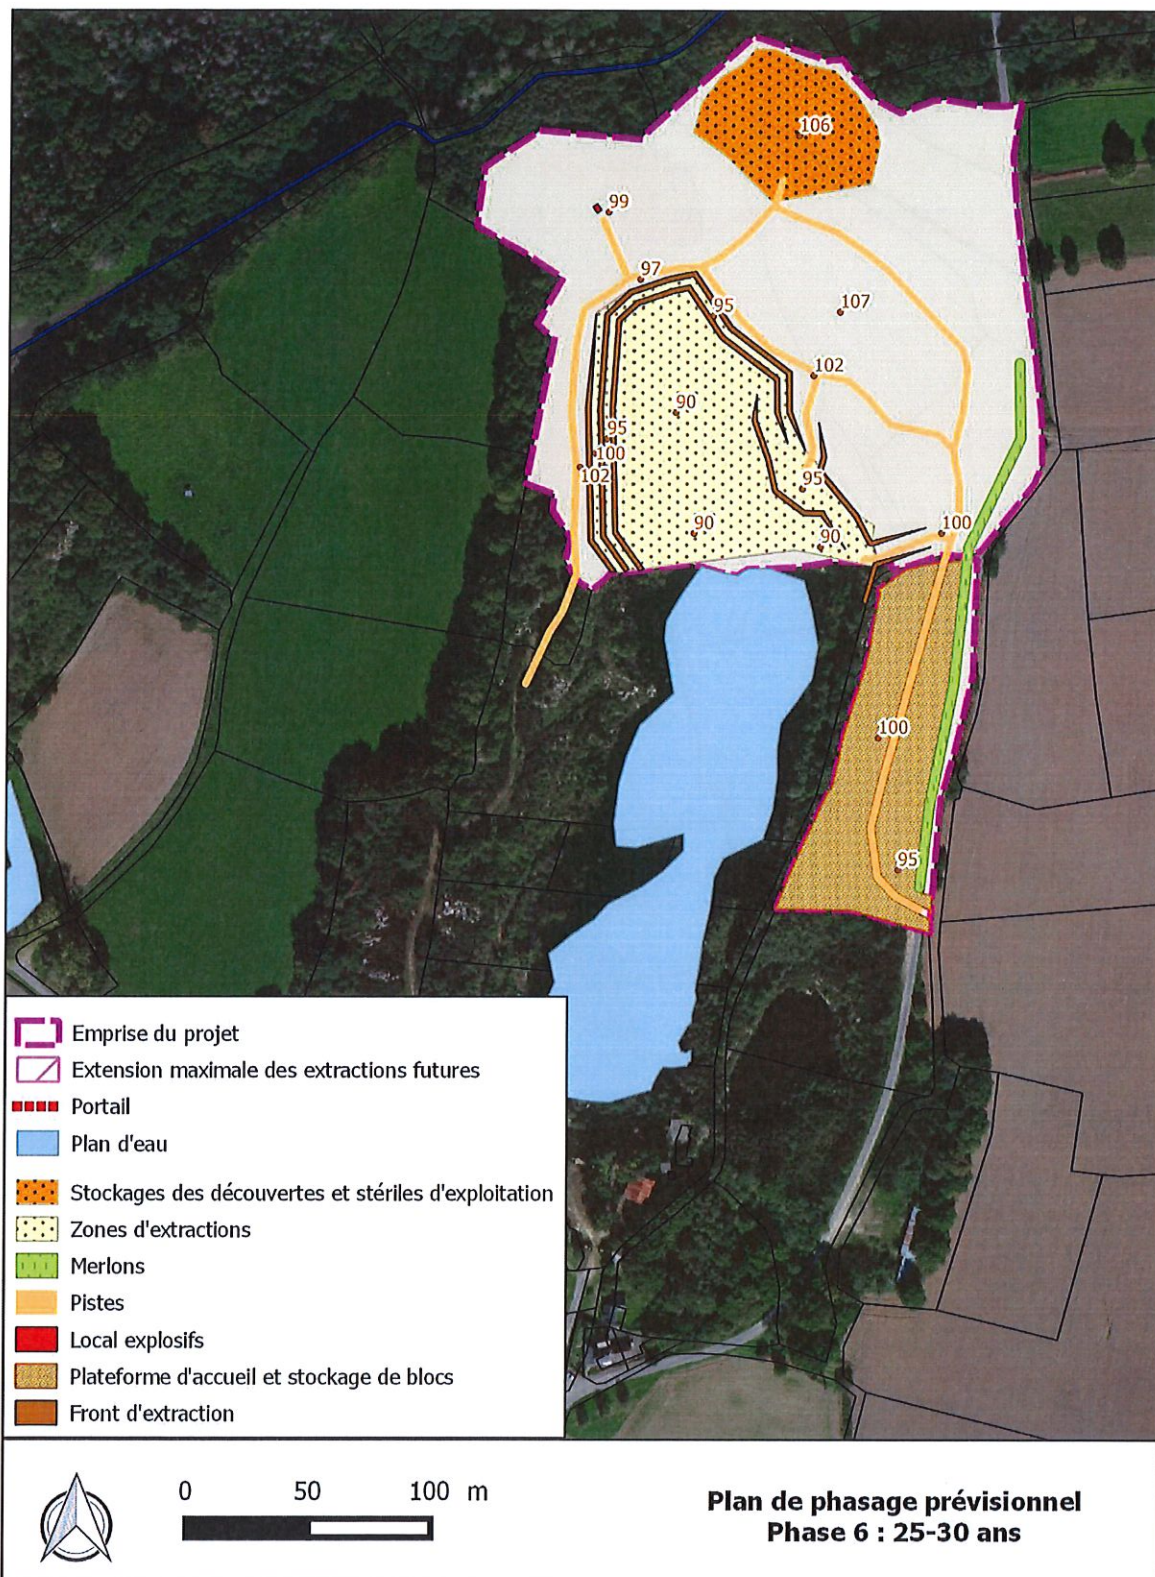 106
99
97
107
95
102
90
95
100
102
95
90
90
100
100
95
Emprise du projet
Extension maximale des extractions futures
Portail
Plan d'eau
Stockages des découvertes et stériles d'exploitation
Zones d'extractions
Merlons
Pistes
Local explosifs
Plateforme d'accueil et stockage de blocs
Front d'extraction
0 50 100 m
Plan de phasage prévisionnel
Phase 6 : 25-30 ans